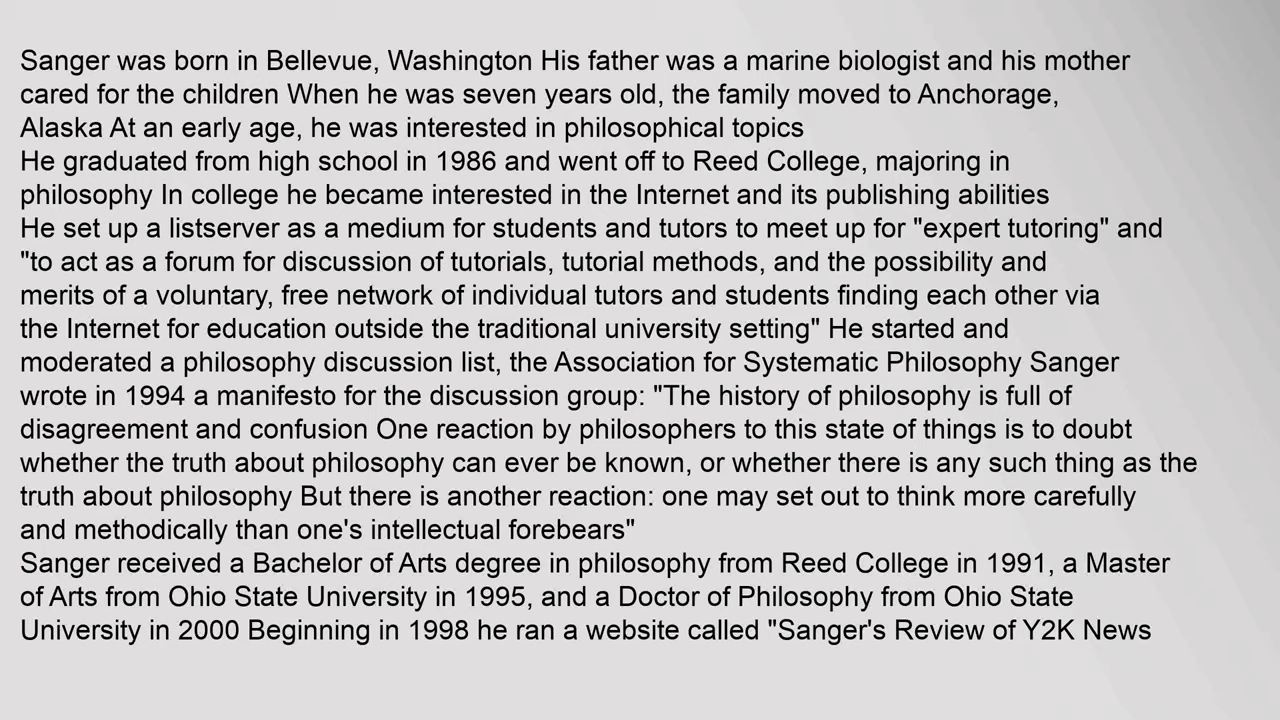 Sanger was born in Bellevue, Washington His father was a marine biologist and his mother
cared for the children When he was seven years old, the family moved to Anchorage,
Alaska At an early age, he was interested in philosophical topics
He graduated from high school in 1986 and went off to Reed College, majoring in
philosophy In college he became interested in the Internet and its publishing abilities
He set up a listserver as a medium for students and tutors to meet up for "expert tutoring" and
"to act as a forum for discussion of tutorials, tutorial methods, and the possibility and
merits of a voluntary, free network of individual tutors and students finding each other via
the Internet for education outside the traditional university setting" He started and
moderated a philosophy discussion list, the Association for Systematic Philosophy Sanger
wrote in 1994 a manifesto for the discussion group: "The history of philosophy is full of
disagreement and confusion One reaction by philosophers to this state of things is to doubt
whether the truth about philosophy can ever be known, or whether there is any such thing as the
truth about philosophy But there is another reaction: one may set out to think more carefully
and methodically than one's intellectual forebears"
Sanger received a Bachelor of Arts degree in philosophy from Reed College in 1991, a Master
of Arts from Ohio State University in 1995, and a Doctor of Philosophy from Ohio State
University in 2000 Beginning in 1998 he ran a website called "Sanger's Review of Y2K News